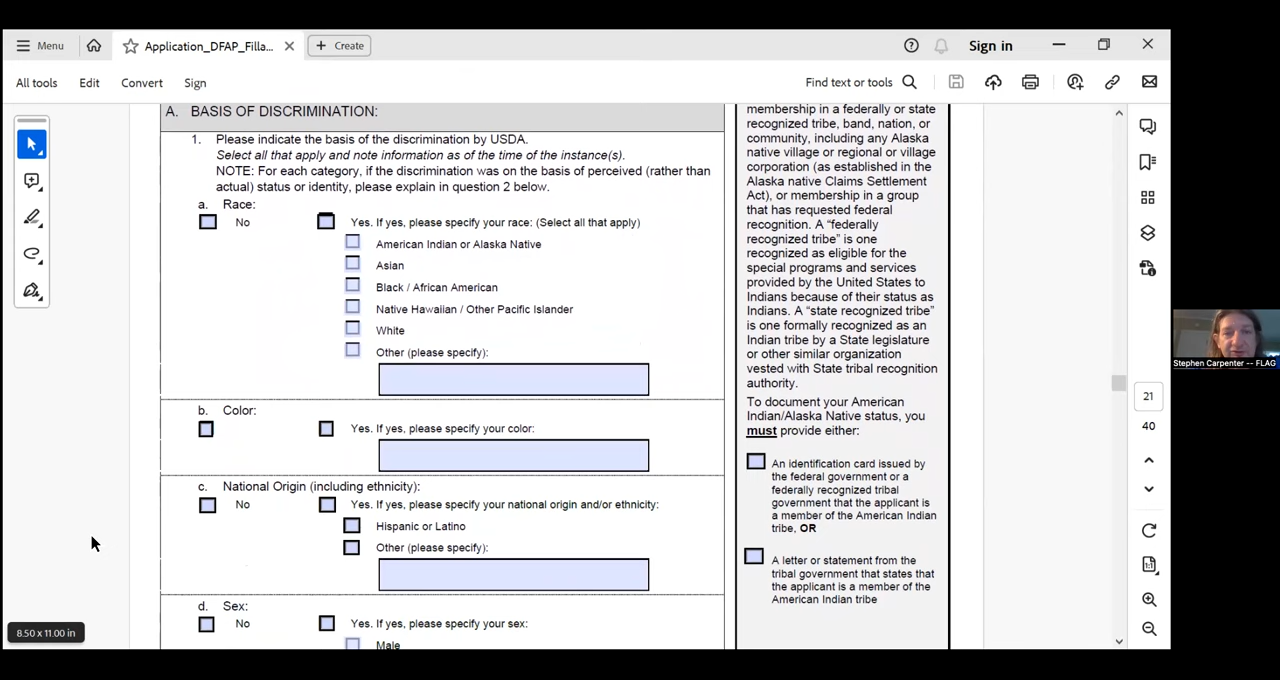 Menu
Application_DFAP_Filla...
Create
Sign in
All tools
Edit
Convert
Sign
Find text or tools
A. BASIS OF DISCRIMINATION:
1. Please indicate the basis of the discrimination by USDA.
Select all that apply and note information as of the time of the instance(s).
NOTE: For each category, if the discrimination was on the basis of perceived (rather than
actual) status or identity, please explain in question 2 below.
a. Race:
No Yes. If yes, please specify your race: (Select all that apply)
American Indian or Alaska Native
Asian
Black / African American
Native Hawaiian / Other Pacific Islander
White
Other (please specify):
b. Color:
Yes. If yes, please specify your color:
c. National Origin (including ethnicity):
No Yes. If yes, please specify your national origin and/or ethnicity:
Hispanic or Latino
Other (please specify):
d. Sex:
No Yes. If yes, please specify your sex:
Male
membership in a federally or state
recognized tribe, band, nation, or
community, including any Alaska
native village or regional or village
corporation (as established in the
Alaska native Claims Settlement
Act), or membership in a group
that has requested federal
recognition. A “federally
recognized tribe” is one
recognized as eligible for the
special programs and services
provided by the United States to
Indians because of their status as
Indians. A “state recognized tribe”
is one formally recognized as an
Indian tribe by a State legislature
or other similar organization
vested with State tribal recognition
authority.
To document your American
Indian/Alaska Native status, you
must provide either:
An identification card issued by
the federal government or a
federally recognized tribal
government that the applicant is
a member of the American Indian
tribe, OR
A letter or statement from the
tribal government that states that
the applicant is a member of the
American Indian tribe
21
40
8.50 x 11.00 in
Stephen Carpenter -- FLAG